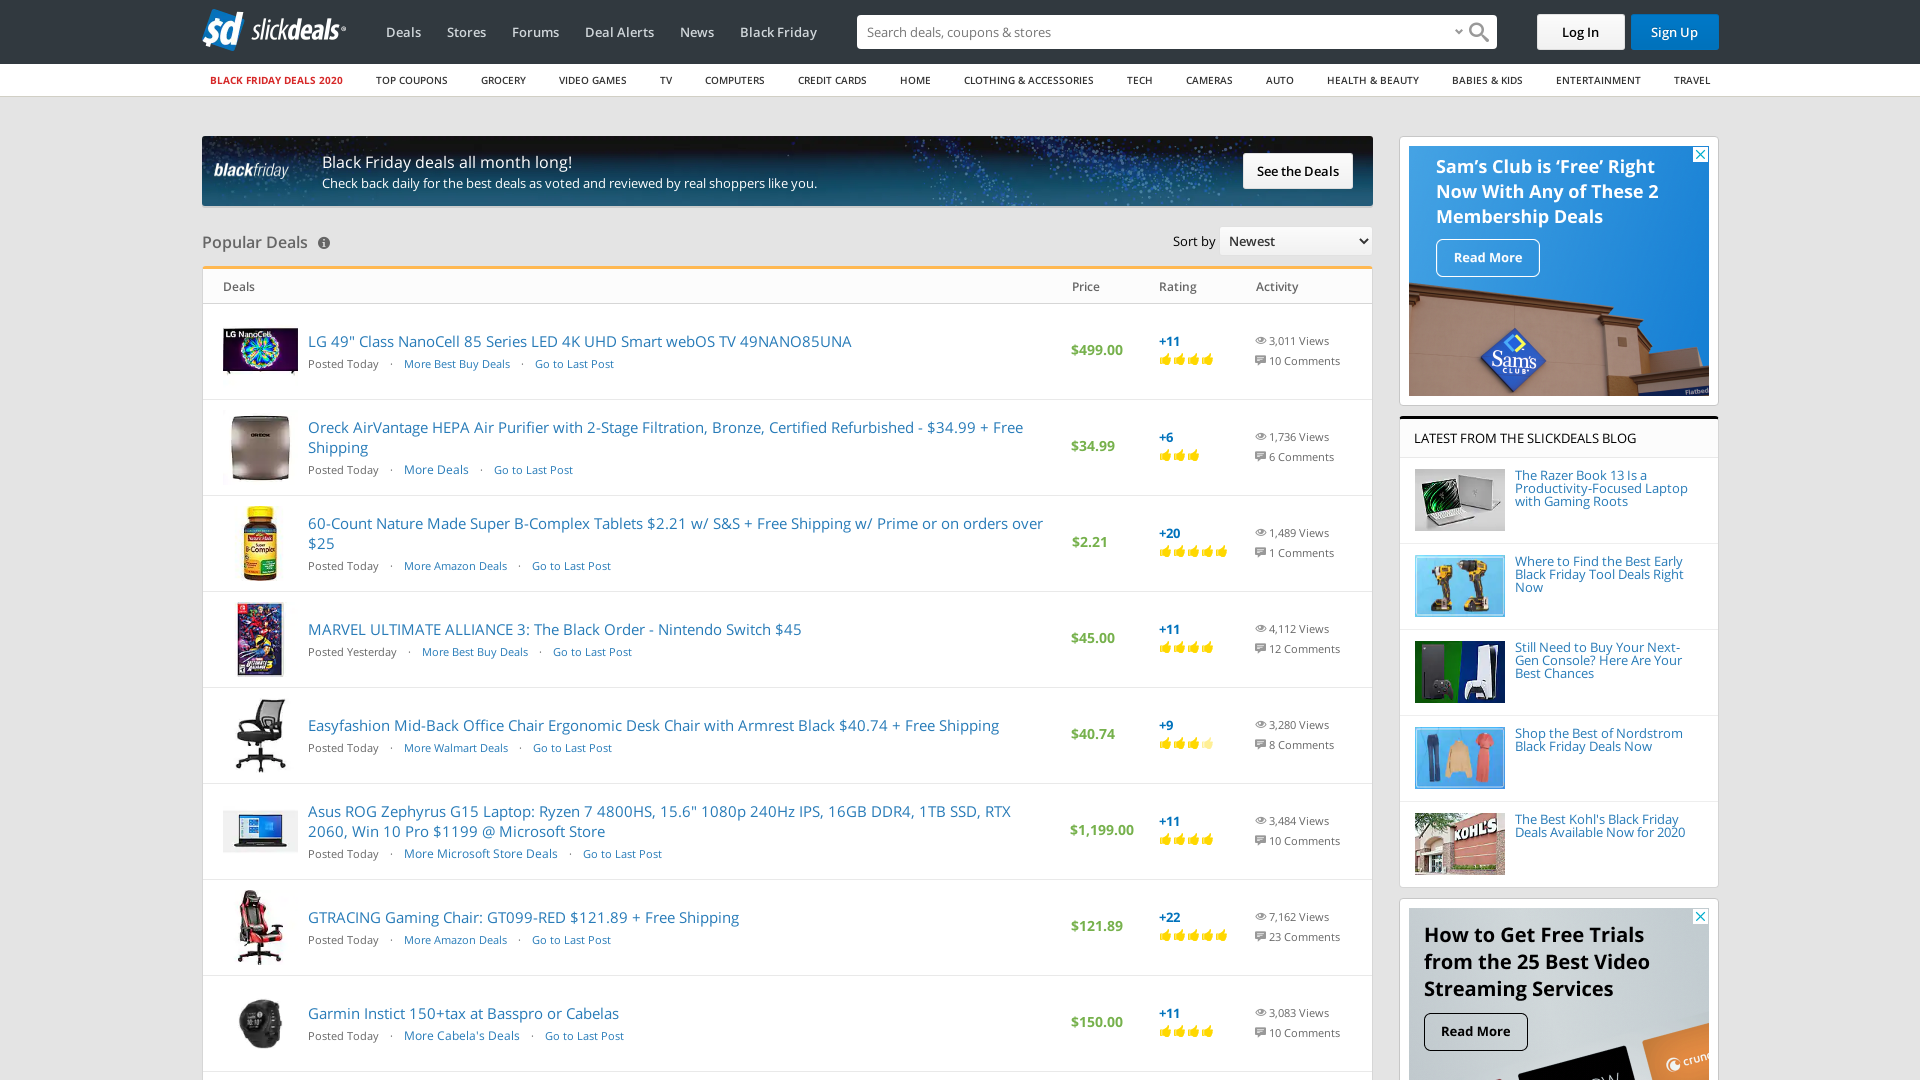 slickdeals
Deals
Stores
Forums
Deal Alerts
News
Black Friday
Search deals, coupons & stores
Log In
Sign Up
BLACK FRIDAY DEALS 2020
TOP COUPONS
GROCERY
VIDEO GAMES
TV
COMPUTERS
CREDIT CARDS
HOME
CLOTHING & ACCESSORIES
TECH
CAMERAS
AUTO
HEALTH & BEAUTY
BABIES & KIDS
ENTERTAINMENT
TRAVEL
blackfriday
Black Friday deals all month long!
Check back daily for the best deals as voted and reviewed by real shoppers like you.
See the Deals
Popular Deals
Sort by Newest
Deals
Price
Rating
Activity
LG NanoCell
LG 49" Class NanoCell 85 Series LED 4K UHD Smart webOS TV 49NANO85UNA
Posted Today · More Best Buy Deals · Go to Last Post
$499.00
+11
3,011 Views
10 Comments
Oreck AirVantage HEPA Air Purifier with 2-Stage Filtration, Bronze, Certified Refurbished - $34.99 + Free
Shipping
Posted Today · More Deals · Go to Last Post
$34.99
+6
1,736 Views
6 Comments
60-Count Nature Made Super B-Complex Tablets $2.21 w/ S&S + Free Shipping w/ Prime or on orders over
$25
Posted Today · More Amazon Deals · Go to Last Post
$2.21
+20
1,489 Views
1 Comments
MARVEL ULTIMATE ALLIANCE 3: The Black Order - Nintendo Switch $45
Posted Yesterday · More Best Buy Deals · Go to Last Post
$45.00
+11
4,112 Views
12 Comments
Easyfashion Mid-Back Office Chair Ergonomic Desk Chair with Armrest Black $40.74 + Free Shipping
Posted Today · More Walmart Deals · Go to Last Post
$40.74
+9
3,280 Views
8 Comments
Asus ROG Zephyrus G15 Laptop: Ryzen 7 4800HS, 15.6" 1080p 240Hz IPS, 16GB DDR4, 1TB SSD, RTX
2060, Win 10 Pro $1199 @ Microsoft Store
Posted Today · More Microsoft Store Deals · Go to Last Post
$1,199.00
+11
3,484 Views
10 Comments
GTRACING Gaming Chair: GT099-RED $121.89 + Free Shipping
Posted Today · More Amazon Deals · Go to Last Post
$121.89
+22
7,162 Views
23 Comments
Garmin Instict 150+tax at Basspro or Cabelas
Posted Today · More Cabela's Deals · Go to Last Post
$150.00
+11
3,083 Views
10 Comments
Sam's Club is ‘Free’ Right
Now With Any of These 2
Membership Deals
Read More
Sam's
CLUB
LATEST FROM THE SLICKDEALS BLOG
The Razer Book 13 Is a
Productivity-Focused Laptop
with Gaming Roots
Where to Find the Best Early
Black Friday Tool Deals Right
Now
Still Need to Buy Your Next-
Gen Console? Here Are Your
Best Chances
Shop the Best of Nordstrom
Black Friday Deals Now
KOHL'S
The Best Kohl's Black Friday
Deals Available Now for 2020
How to Get Free Trials
from the 25 Best Video
Streaming Services
Read More